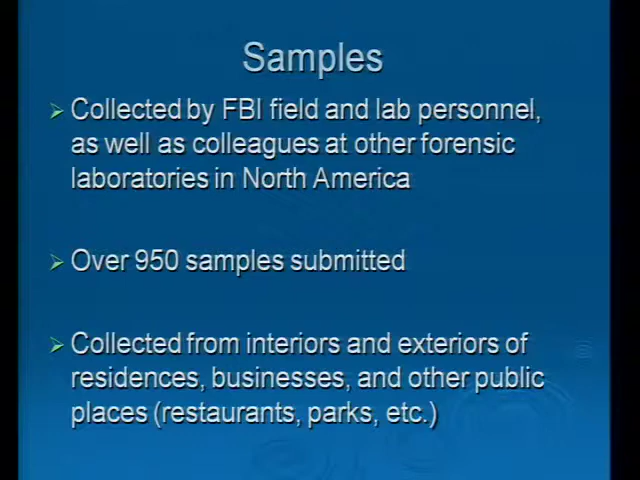 Samples
Collected by FBI field and lab personnel,
as well as colleagues at other forensic
laboratories in North America
Over 950 samples submitted
Collected from interiors and exteriors of
residences, businesses, and other public
places (restaurants, parks, etc.)